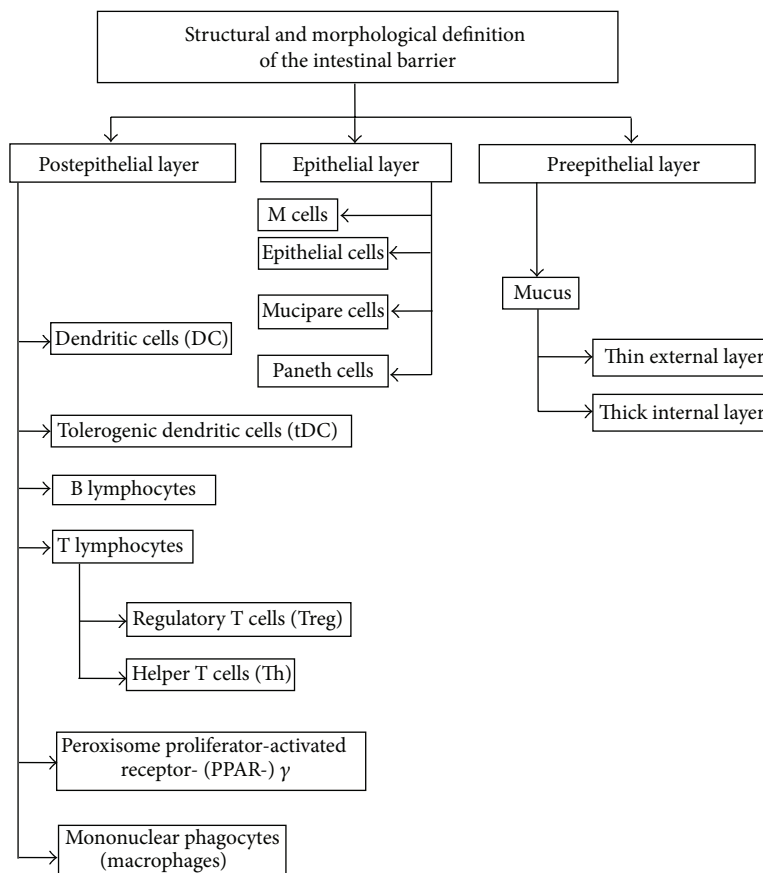 Structural and morphological definition
of the intestinal barrier
Postepithelial layer
Epithelial layer
Preepithelial layer
M cells
Epithelial cells
Mucipare cells
Paneth cells
Mucus
Thin external layer
Thick internal layer
Dendritic cells (DC)
Tolerogenic dendritic cells (tDC)
B lymphocytes
T lymphocytes
Regulatory T cells (Treg)
Helper T cells (Th)
Peroxisome proliferator-activated
receptor- (PPAR-) γ
Mononuclear phagocytes
(macrophages)